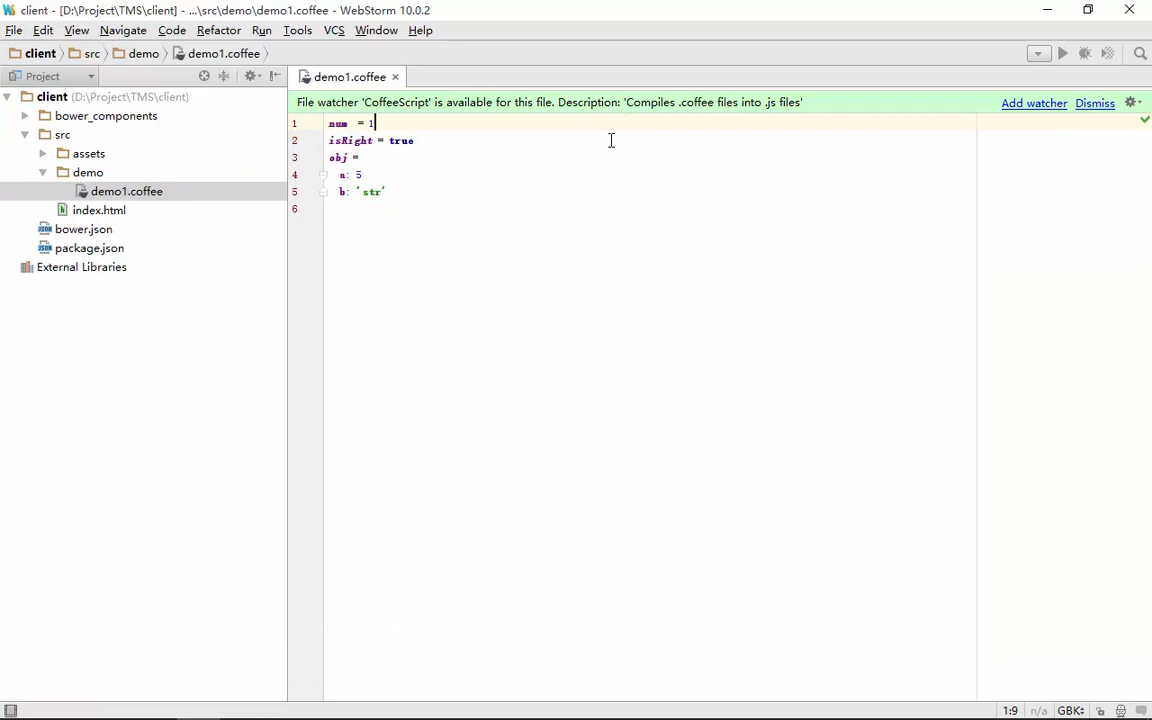 client - [D:\Project\TMS\client] - ...\src\demo\demo1.coffee - WebStorm 10.0.2
File Edit View Navigate Code Refactor Run Tools VCS Window Help
client src demo demo1.coffee
Project
demo1.coffee
client (D:\Project\TMS\client)
bower_components
src
assets
demo
demo1.coffee
index.html
bower.json
package.json
External Libraries
File watcher 'CoffeeScript' is available for this file. Description: 'Compiles .coffee files into .js files' Add watcher Dismiss
1 num  = 1
2 isRight = true
3 obj =
4   a: 5
5   b: 'str'
6
1:9 n/a GBK